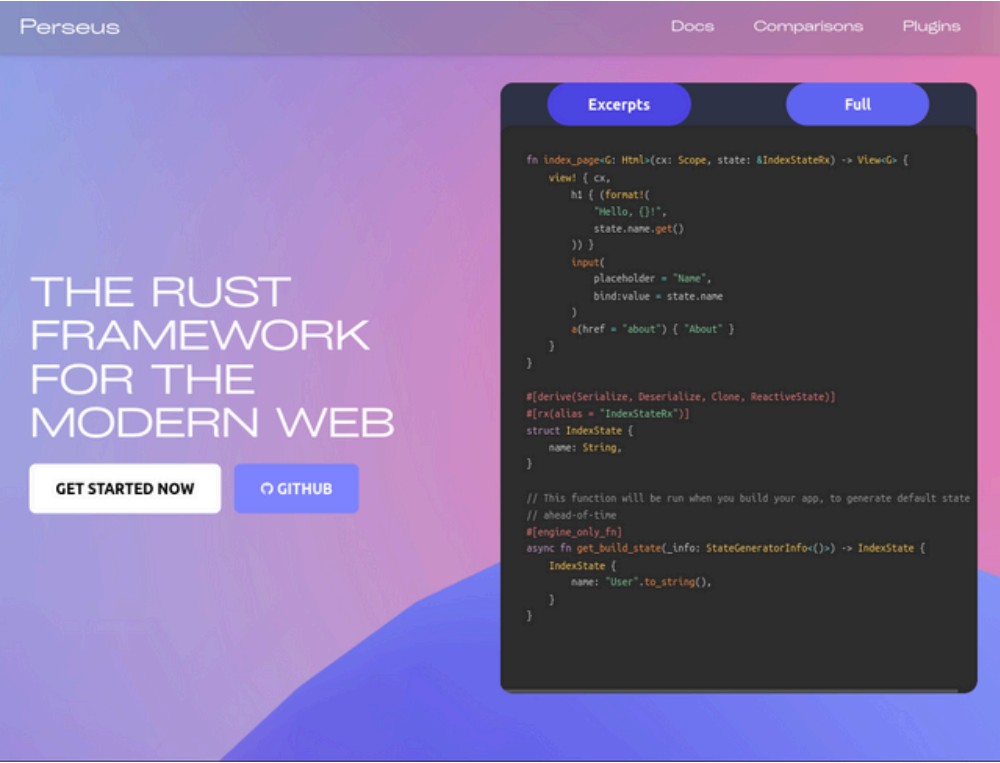 Perseus
Docs
Comparisons
Plugins
THE RUST
FRAMEWORK
FOR THE
MODERN WEB
GET STARTED NOW
GITHUB
Excerpts
Full
fn index_page<G: Html>(cx: Scope, state: &IndexStateRx) -> View<G> {
    view! { cx,
        h1 { (format!(
            "Hello, {}!",
            state.name.get()
        )) }
        input(
            placeholder = "Name",
            bind:value = state.name
        )
        a(href = "about") { "About" }
    }
}
#[derive(Serialize, Deserialize, Clone, ReactiveState)]
#[rx(alias = "IndexStateRx")]
struct IndexState {
    name: String,
}
// This function will be run when you build your app, to generate default state
// ahead-of-time
#[engine_only_fn]
async fn get_build_state(_info: StateGeneratorInfo<()>) -> IndexState {
    IndexState {
        name: "User".to_string(),
    }
}